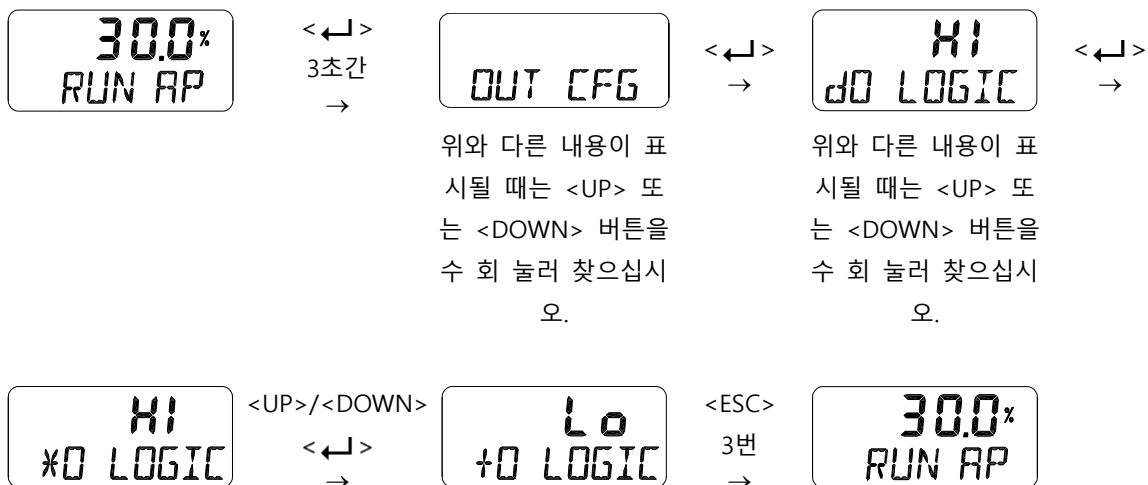 30.0%
RUN AP
<↵>
3초간
→
OUT CFG
<↵>
→
HI
dO LOGIC
<↵>
→
위와 다른 내용이 표
시될 때는 <UP> 또
는 <DOWN> 버튼을
수 회 눌러 찾으십시
오.
위와 다른 내용이 표
시될 때는 <UP> 또
는 <DOWN> 버튼을
수 회 눌러 찾으십시
오.
HI
*O LOGIC
<UP>/<DOWN>
<↵>
→
Lo
+O LOGIC
<ESC>
3번
→
30.0%
RUN AP